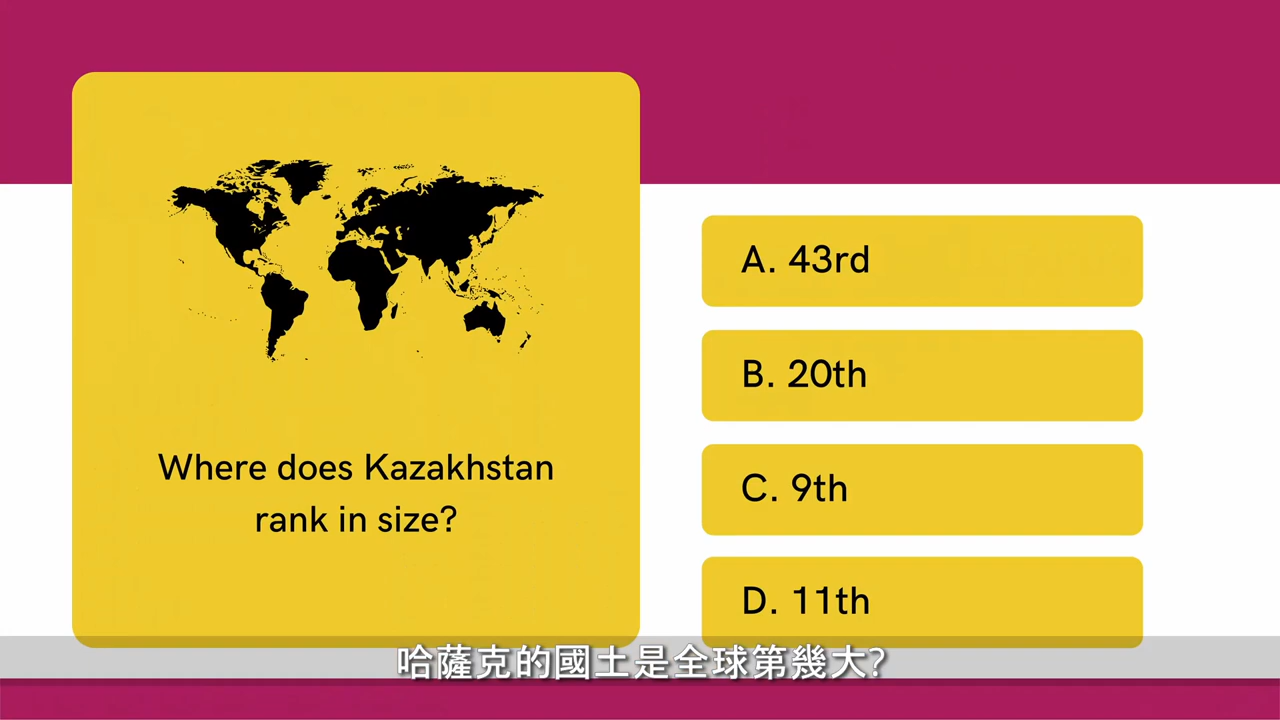 Where does Kazakhstan
rank in size?
A. 43rd
B. 20th
C. 9th
D. 11th
哈薩克的國土是全球第幾大?